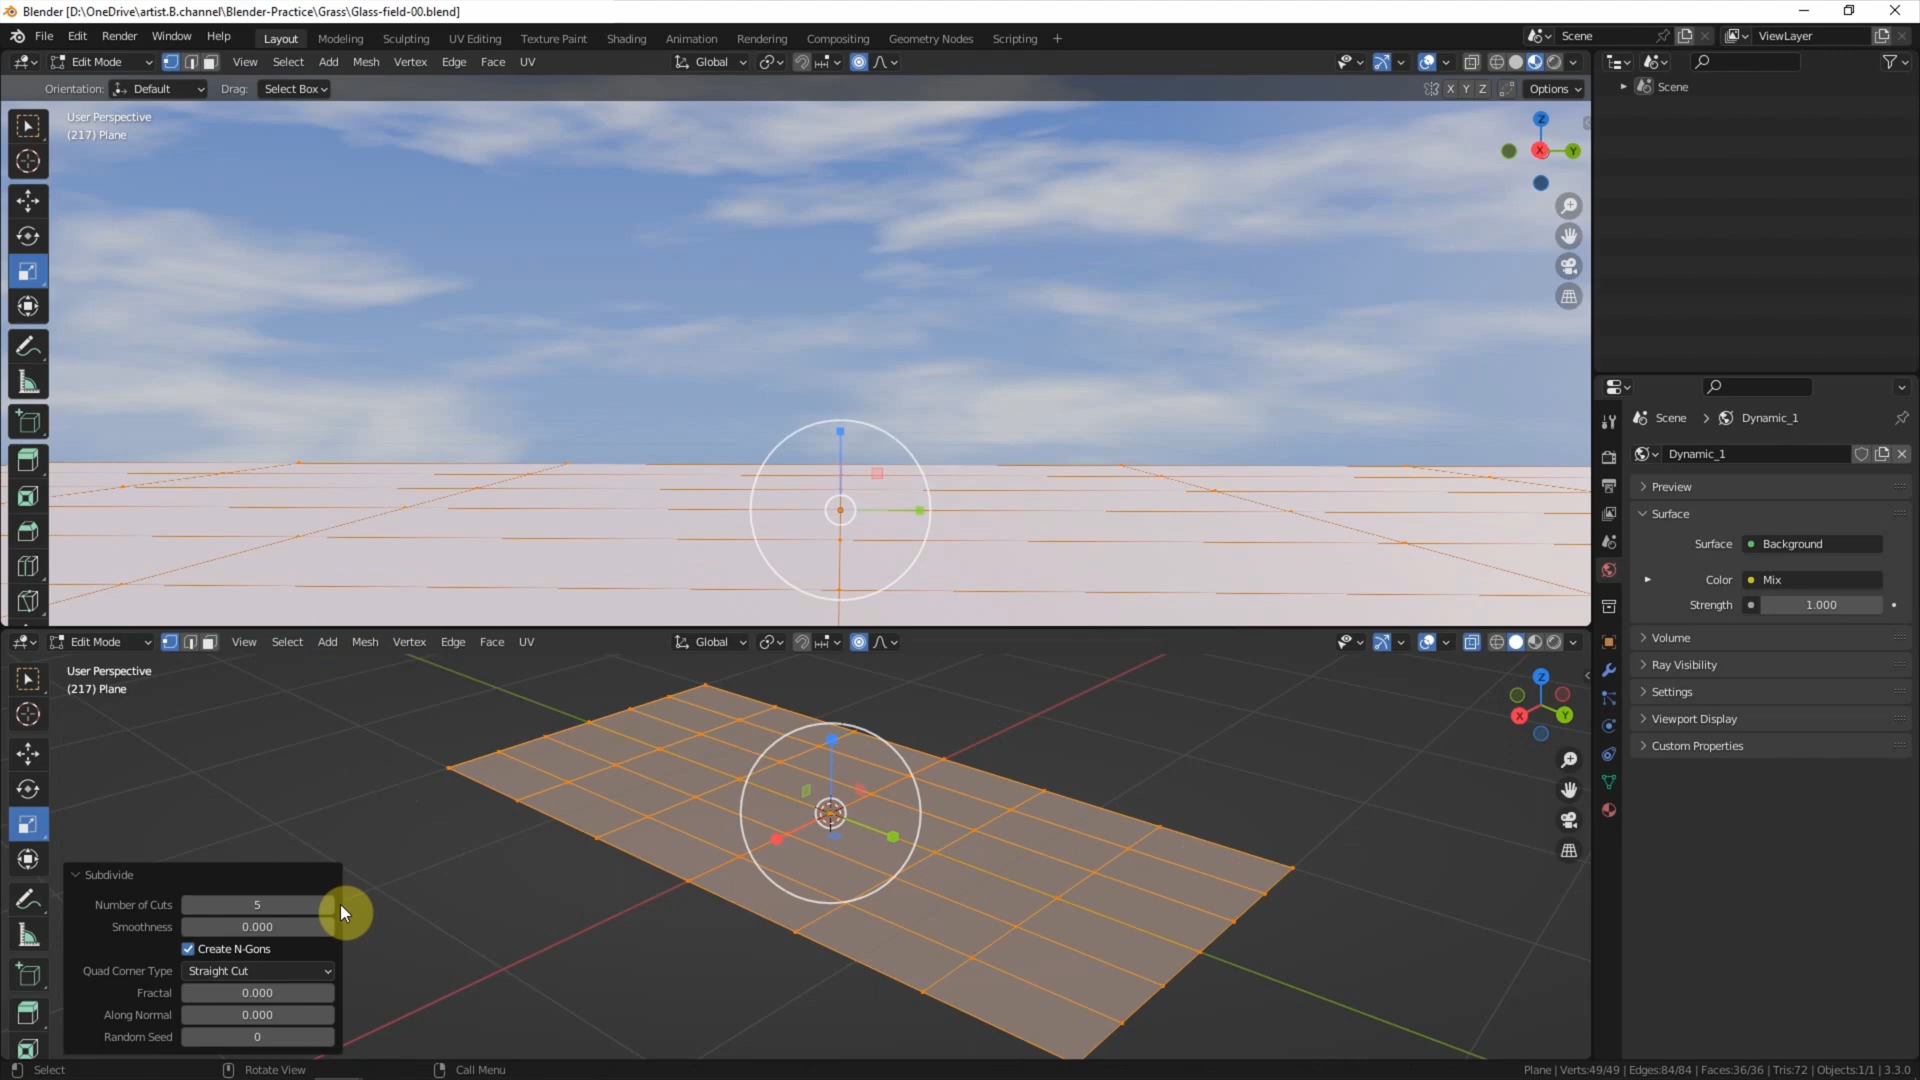 Blender [D:\OneDrive\artist.B.channel\Blender-Practice\Grass\Glass-field-00.blend]
File Edit Render Window Help Layout Modeling Sculpting UV Editing Texture Paint Shading Animation Rendering Compositing Geometry Nodes Scripting + Scene ViewLayer
Edit Mode View Select Add Mesh Vertex Edge Face UV Global
Orientation: Default Drag: Select Box X Y Z Options
Scene
User Perspective
(217) Plane
Z
X Y
Scene > Dynamic_1
Dynamic_1
Preview
Surface
Surface Background
Color Mix
Strength 1.000
Volume
Ray Visibility
Settings
Viewport Display
Custom Properties
Edit Mode View Select Add Mesh Vertex Edge Face UV Global
User Perspective
(217) Plane
Z
X Y
Subdivide
Number of Cuts 5
Smoothness 0.000
Create N-Gons
Quad Corner Type Straight Cut
Fractal 0.000
Along Normal 0.000
Random Seed 0
Select Rotate View Call Menu Plane | Verts:49/49 | Edges:84/84 | Faces:36/36 | Tris:72 | Objects:1/1 | 3.3.0